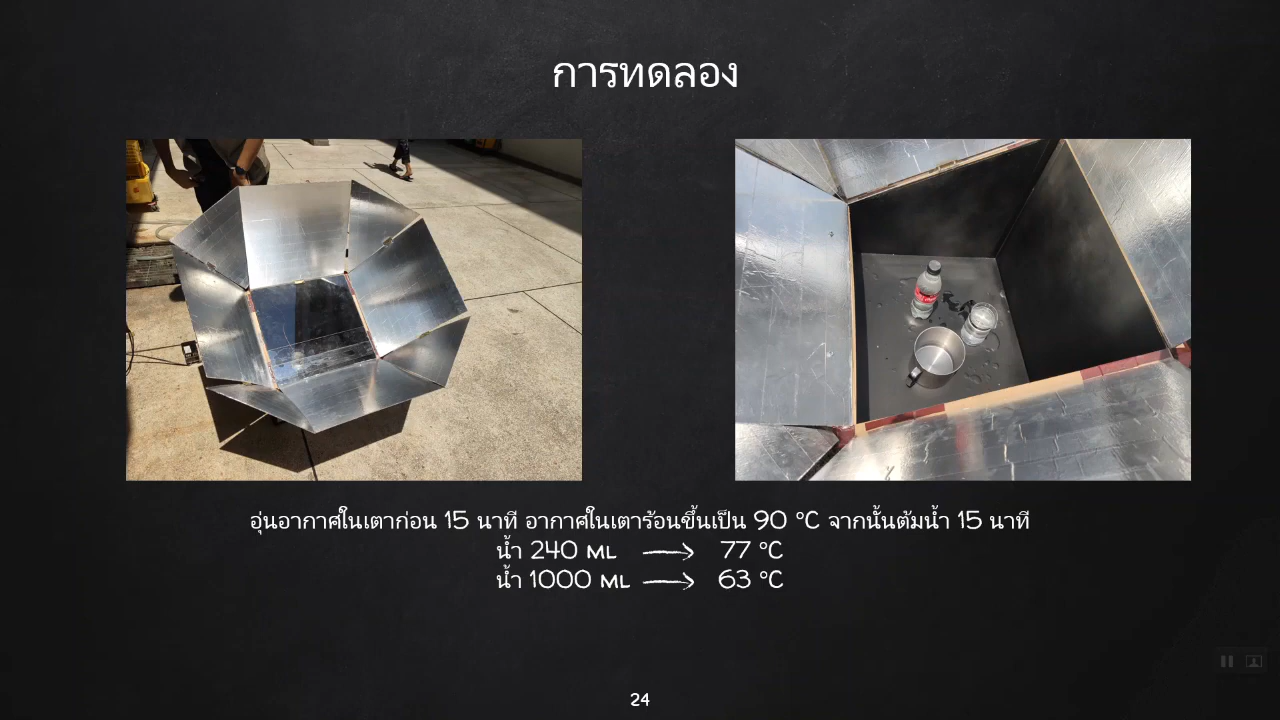 การทดลอง
อุ่นอากาศในเตาก่อน 15 นาที อากาศในเตาร้อนขึ้นเป็น 90 °C จากนั้นต้มน้ำ 15 นาที
น้ำ 240 ML → 77 °C
น้ำ 1000 ML → 63 °C
24